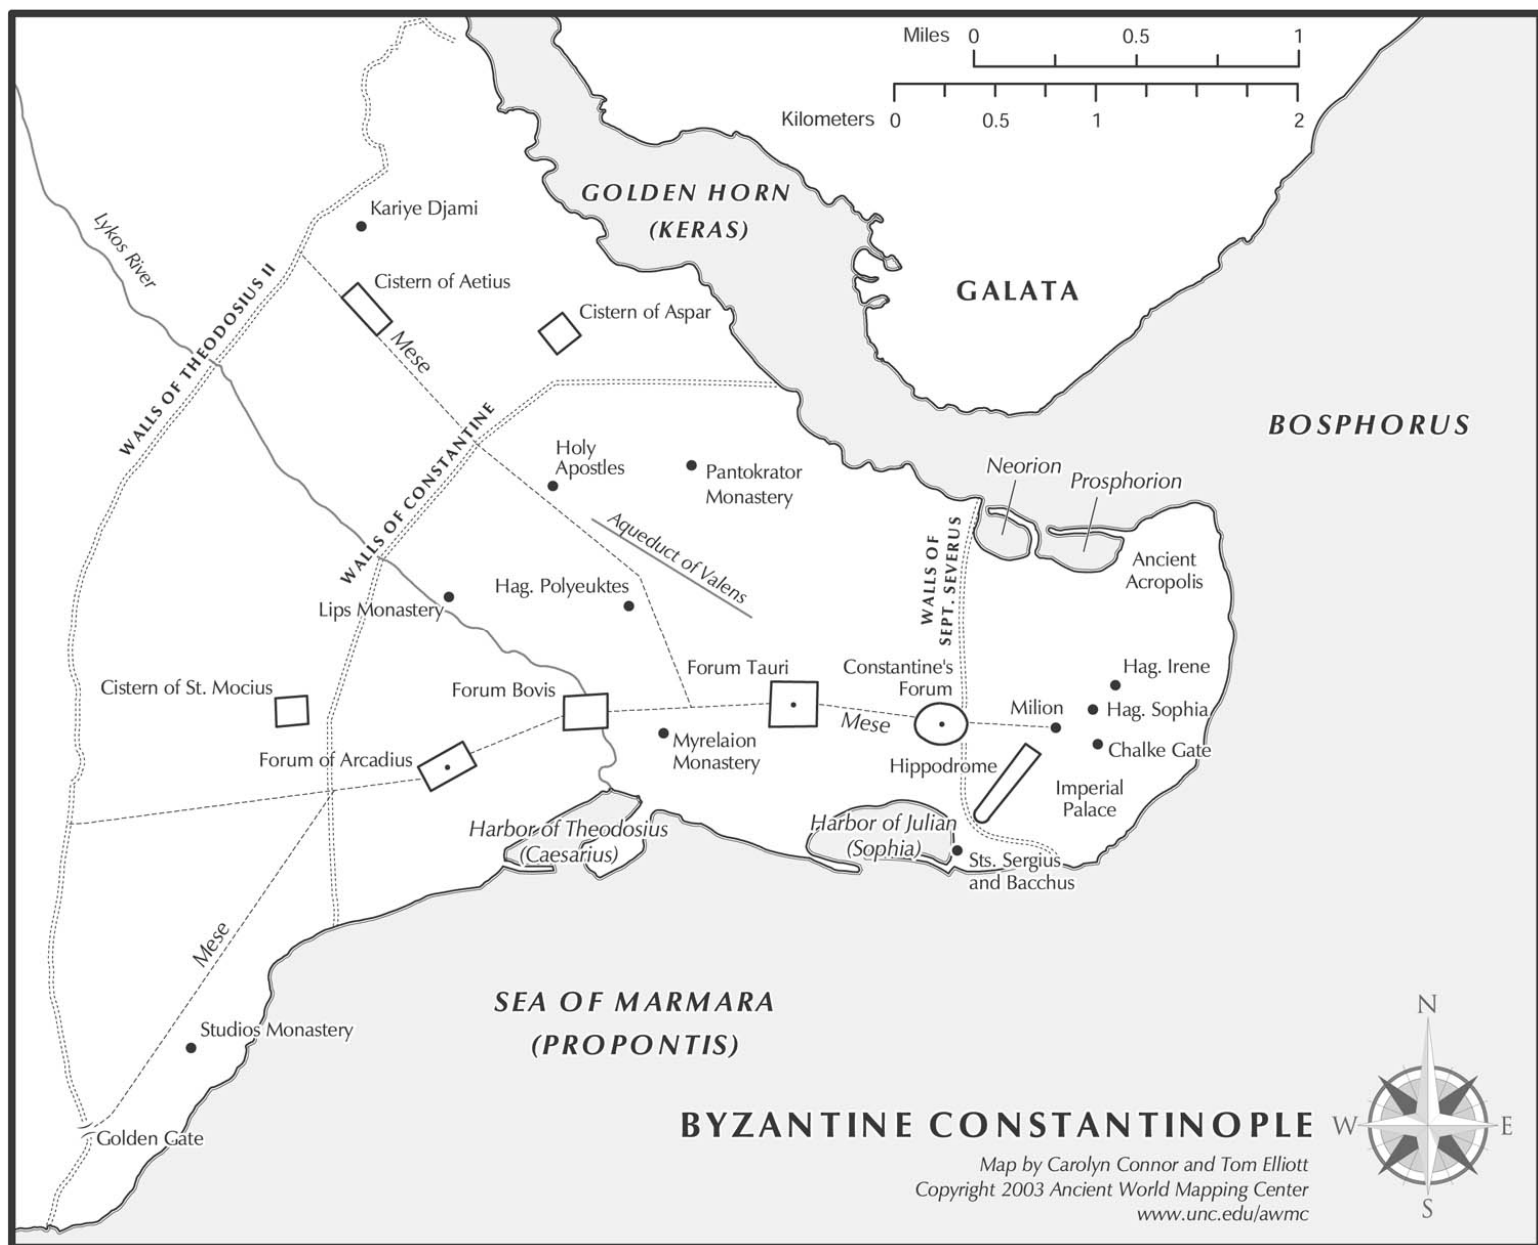 Miles 0 0.5 1
Kilometers 0 0.5 1 2
GOLDEN HORN
(KERAS)
Kariye Djami
Lykos River
Cistern of Aetius
GALATA
Cistern of Aspar
Mese
WALLS OF THEODOSIUS II
BOSPHORUS
WALLS OF CONSTANTINE
Holy
Apostles
Pantokrator
Monastery
Neorion
Prosphorion
Aqueduct of Valens
WALLS OF
SEPT. SEVERUS
Ancient
Acropolis
Hag. Polyeuktes
Lips Monastery
Forum Tauri
Constantine's
Forum
Hag. Irene
Cistern of St. Mocius
Forum Bovis
Milion
Hag. Sophia
Mese
Myrelaion
Monastery
Chalke Gate
Forum of Arcadius
Hippodrome
Imperial
Palace
Harbor of Theodosius
(Caesarius)
Harbor of Julian
(Sophia)
Sts. Sergius
and Bacchus
Mese
SEA OF MARMARA
(PROPONTIS)
Studios Monastery
Golden Gate
N
W
E
S
BYZANTINE CONSTANTINOPLE
Map by Carolyn Connor and Tom Elliott
Copyright 2003 Ancient World Mapping Center
www.unc.edu/awmc